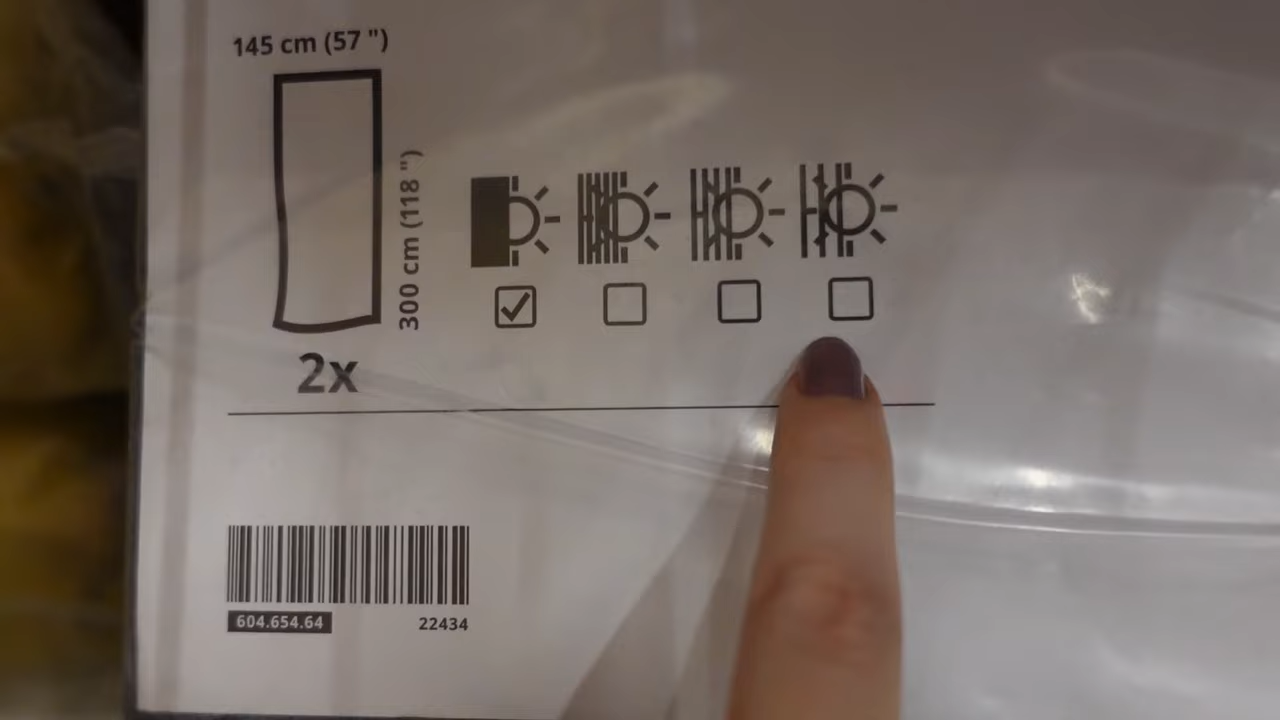 145 cm (57 ")
300 cm (118 ")
2x
604.654.64
22434